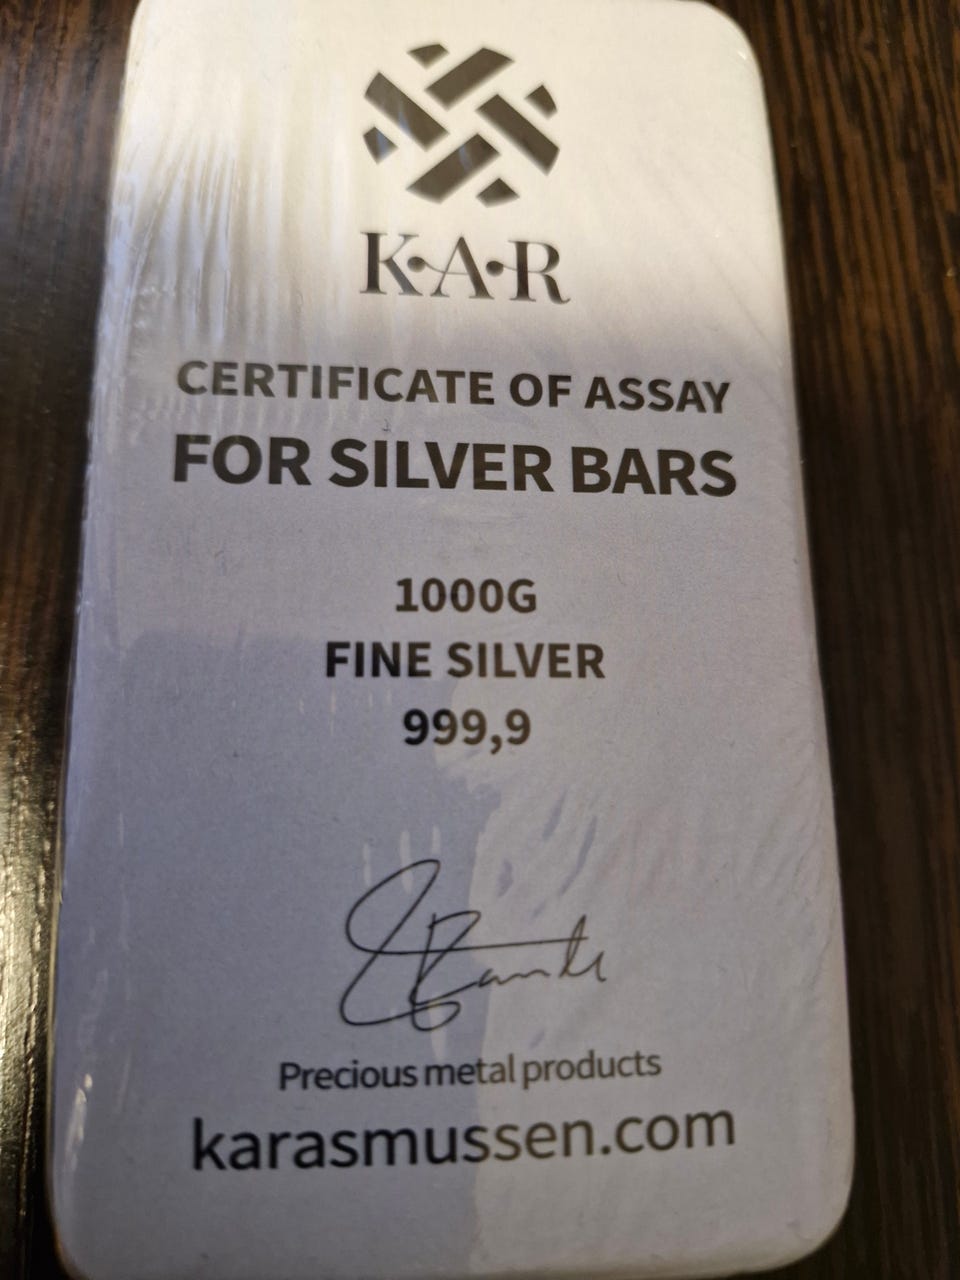 K·A·R
CERTIFICATE OF ASSAY
FOR SILVER BARS
1000G
FINE SILVER
999,9
Precious metal products
karasmussen.com